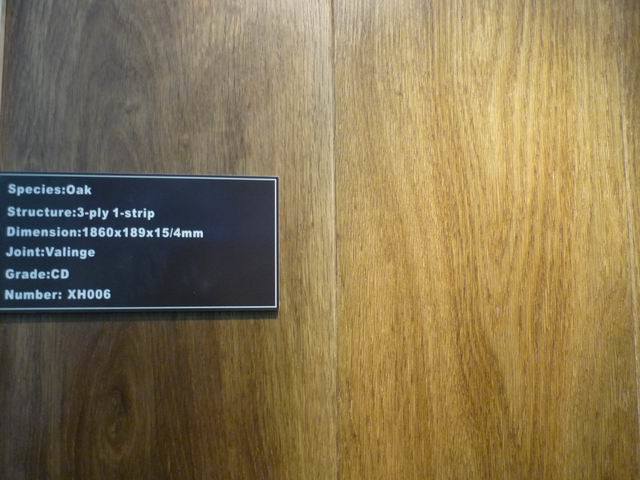 Species:Oak
Structure:3-ply 1-strip
Dimension:1860x189x15/4mm
Joint:Valinge
Grade:CD
Number: XH006